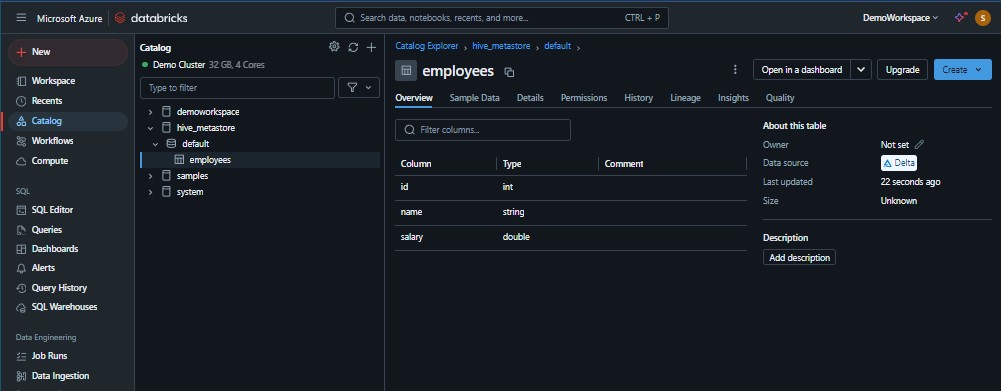 Microsoft Azure databricks Search data, notebooks, recents, and more... CTRL + P DemoWorkspace S
New
Workspace
Recents
Catalog
Workflows
Compute
SQL
SQL Editor
Queries
Dashboards
Alerts
Query History
SQL Warehouses
Data Engineering
Job Runs
Data Ingestion
Catalog
Demo Cluster 32 GB, 4 Cores
Type to filter
demoworkspace
hive_metastore
default
employees
samples
system
Catalog Explorer > hive_metastore > default >
employees
Open in a dashboard Upgrade Create
Overview Sample Data Details Permissions History Lineage Insights Quality
Filter columns...
Column Type Comment
id int
name string
salary double
About this table
Owner Not set
Data source Delta
Last updated 22 seconds ago
Size Unknown
Description
Add description